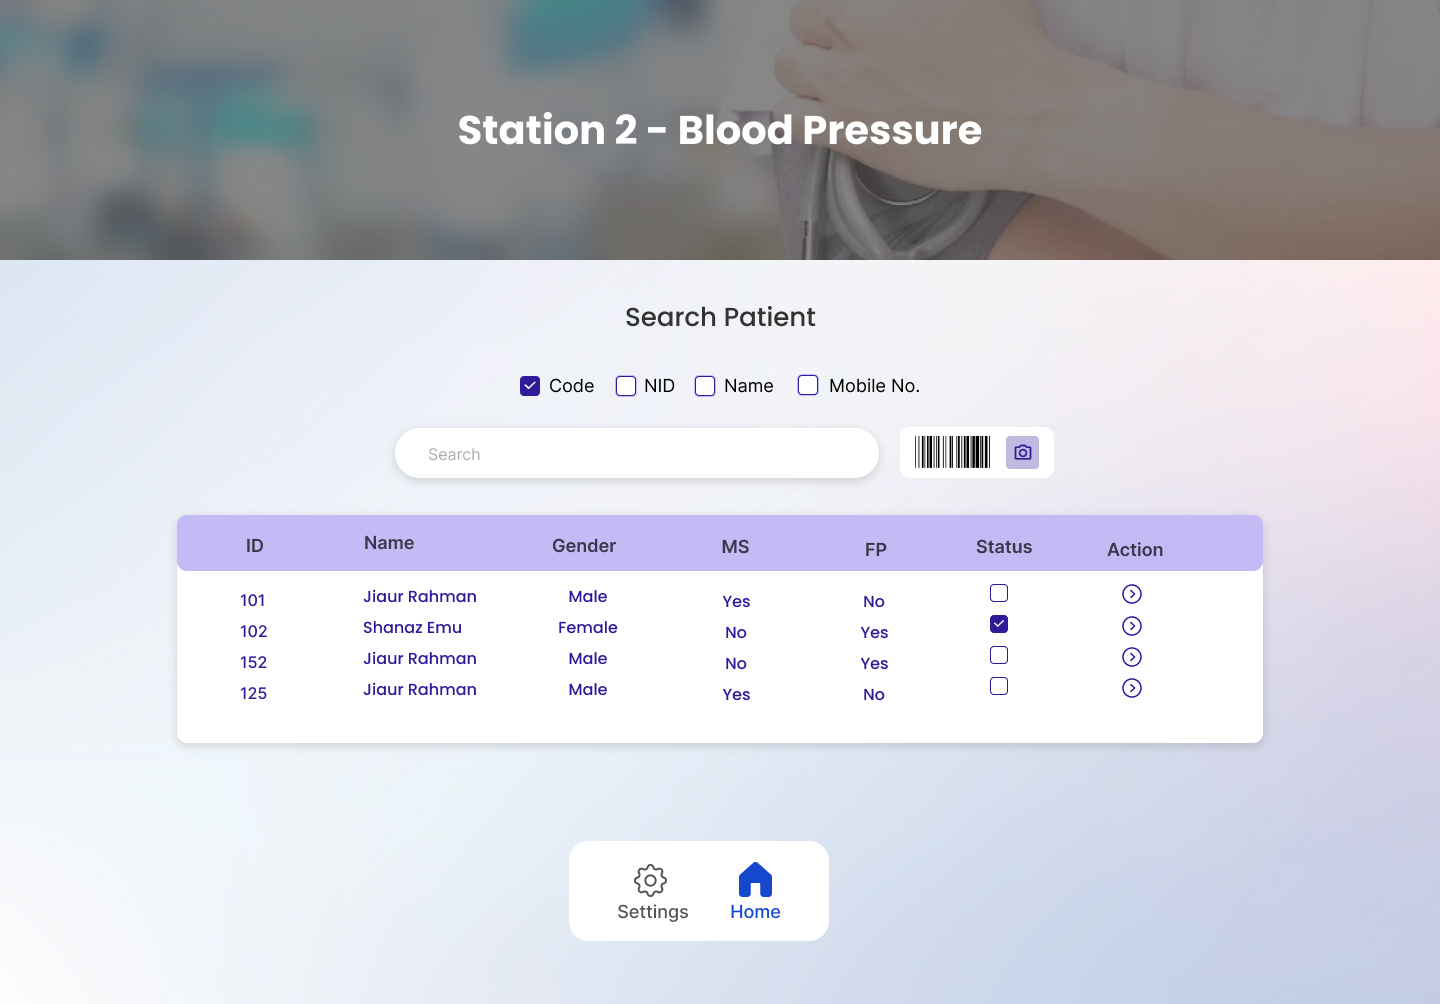 Station 2 - Blood Pressure
Search Patient
Code NID Name Mobile No.
Search
ID Name Gender MS FP Status Action
101 Jiaur Rahman Male Yes No
102 Shanaz Emu Female No Yes
152 Jiaur Rahman Male No Yes
125 Jiaur Rahman Male Yes No
Settings Home